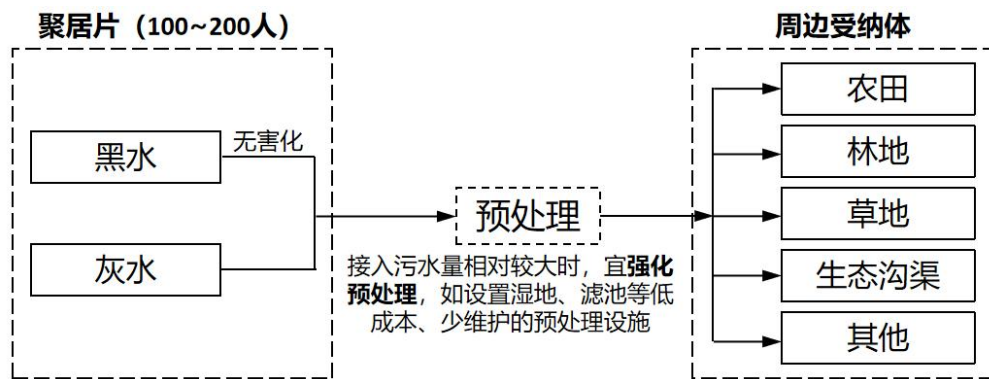 聚居片（100~200人）
黑水
无害化
灰水
预处理
接入污水量相对较大时，宜强化
预处理，如设置湿地、滤池等低
成本、少维护的预处理设施
周边受纳体
农田
林地
草地
生态沟渠
其他